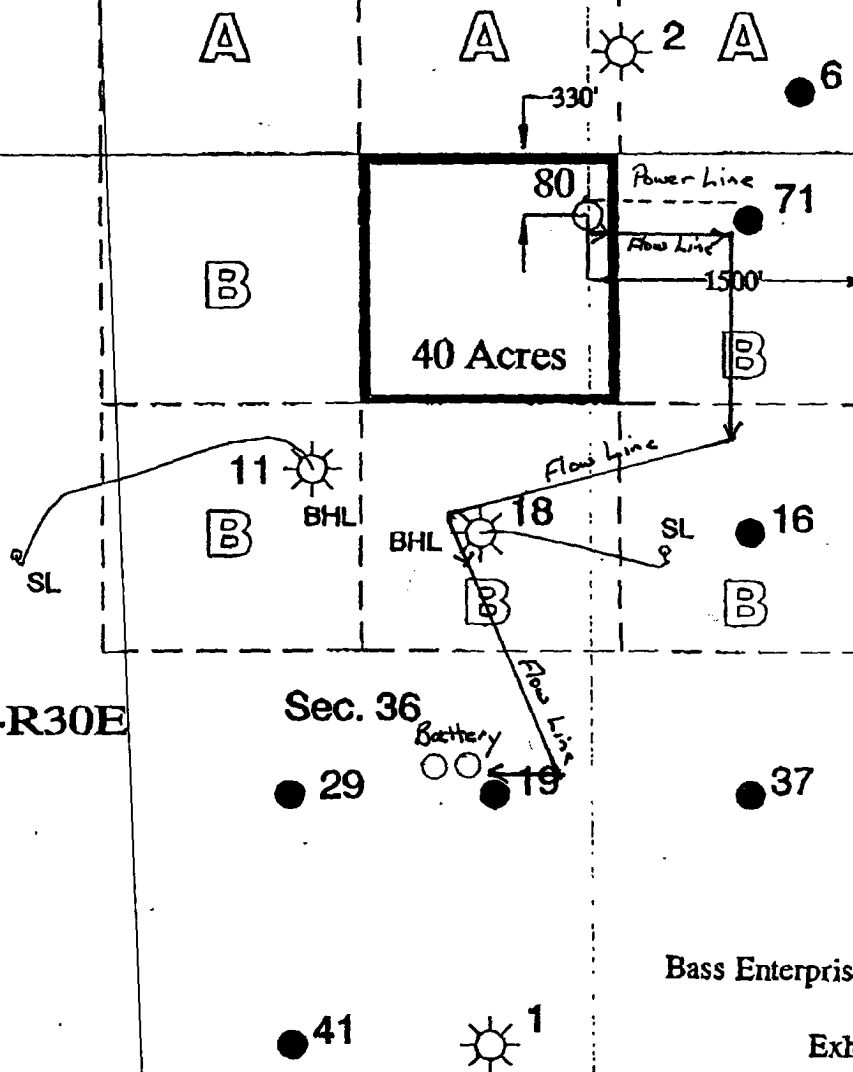 A A 2 A
6
330'
80 Power Line 71
Flow Line
1500'
B
40 Acres B
Flow Line
11
BHL 18 SL 16
B BHL
SL
B B
Flow Line
Sec. 36
-R30E
Battery
29 19 37
Bass Enterpris
41 1
Exh